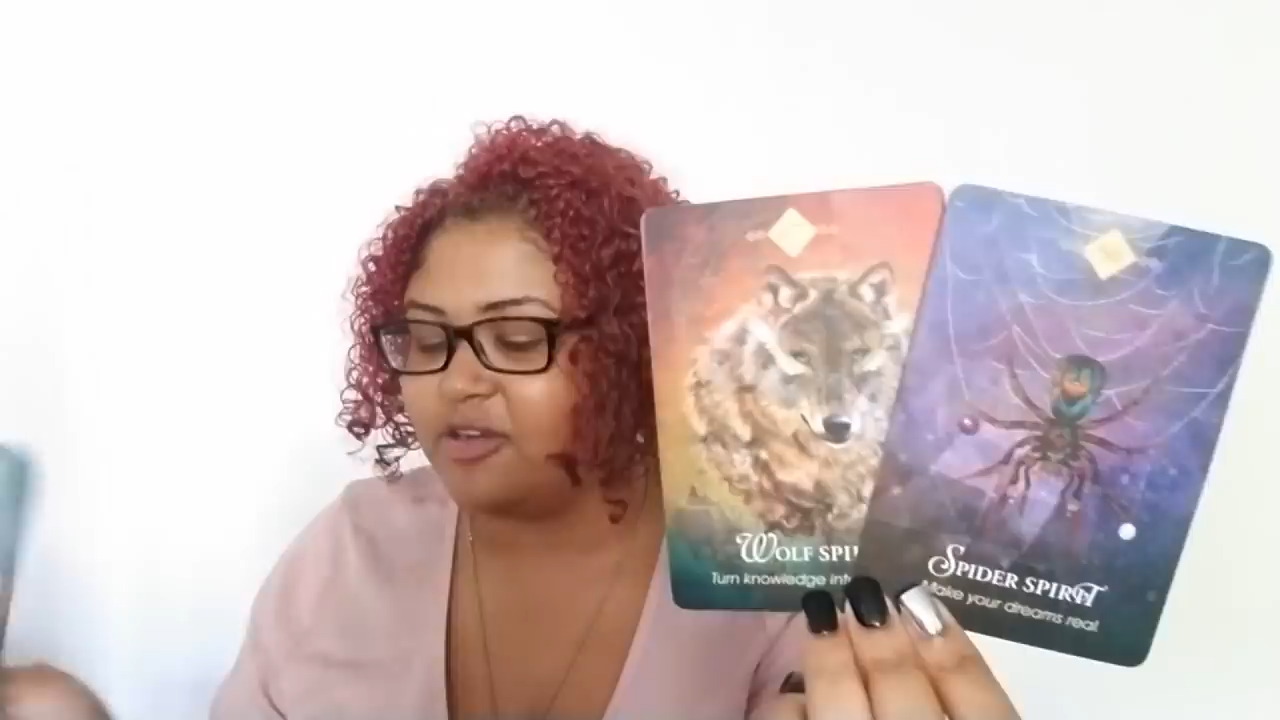 WOLF SPI
Turn knowledge int
SPIDER SPIRIT
Make your dreams real